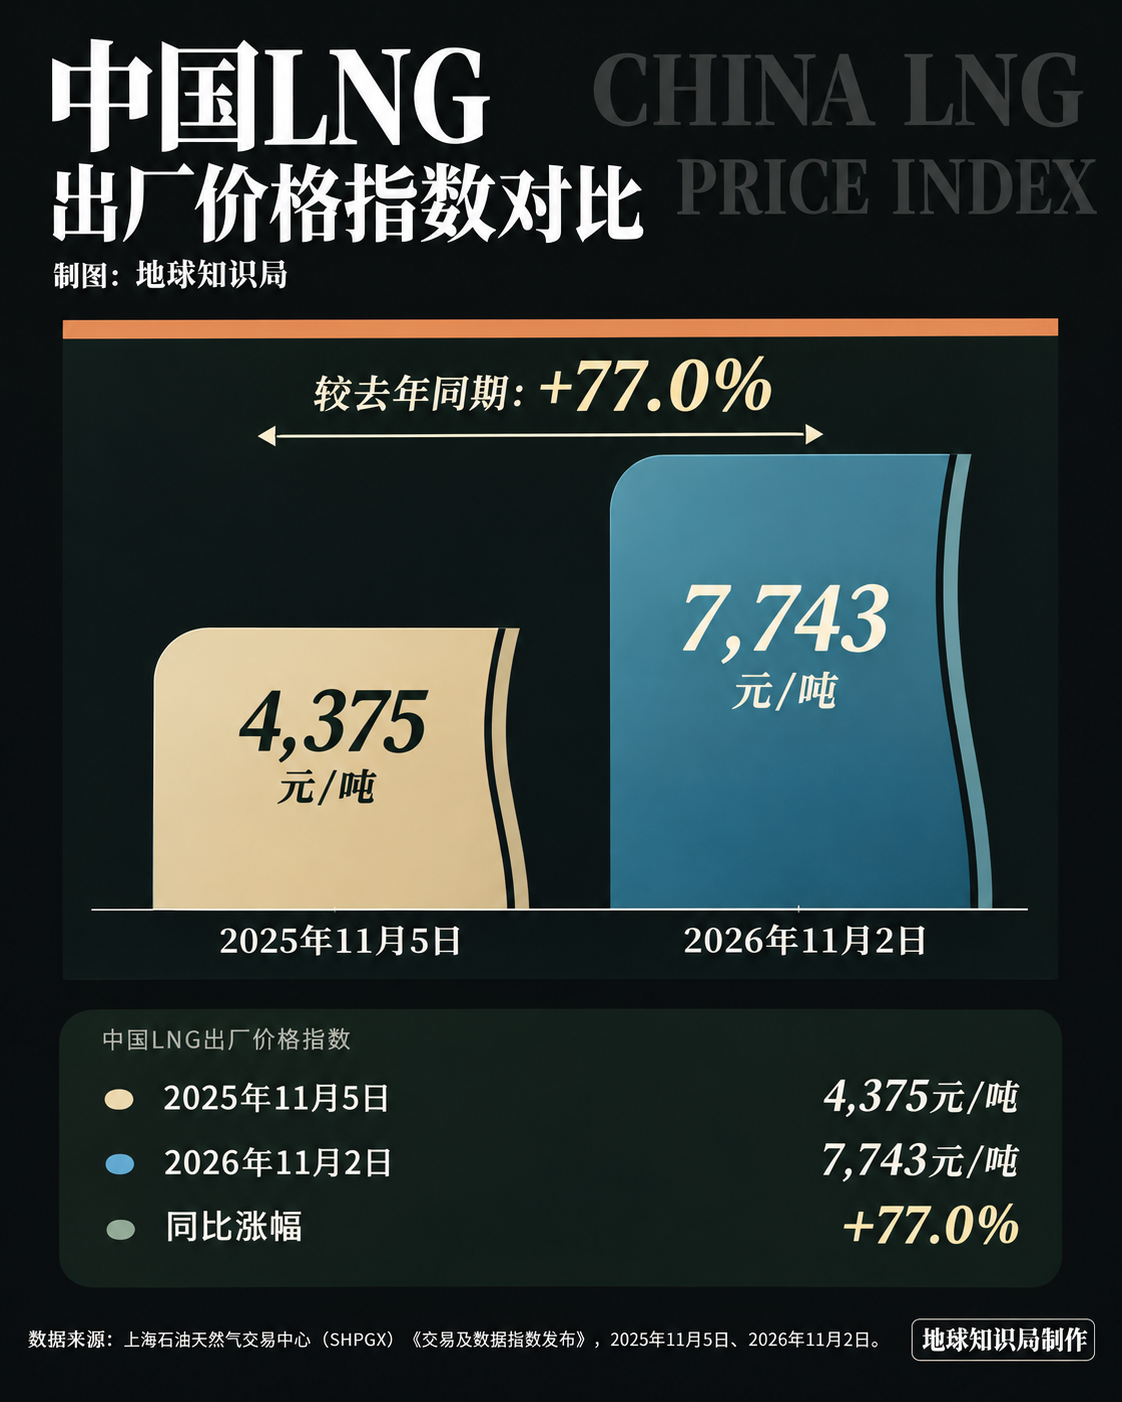 中国LNG
CHINA LNG
出厂价格指数对比
PRICE INDEX
制图：地球知识局
较去年同期：+77.0%
4,375
元/吨
7,743
元/吨
2025年11月5日
2026年11月2日
中国LNG出厂价格指数
2025年11月5日 4,375元/吨
2026年11月2日 7,743元/吨
同比涨幅 +77.0%
数据来源：上海石油天然气交易中心（SHPGX）《交易及数据指数发布》，2025年11月5日、2026年11月2日。
地球知识局制作